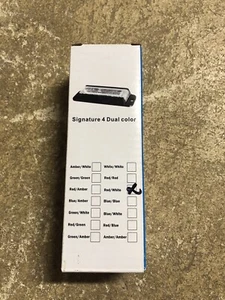 Signature 4 Dual color
Amber/White White/White
Green/Green Red/Red
Red/Amber Red/White
Blue/Amber Blue/Blue
Green/White Blue/White
Red/Green Red/Blue
Green/Amber Amber/Amber